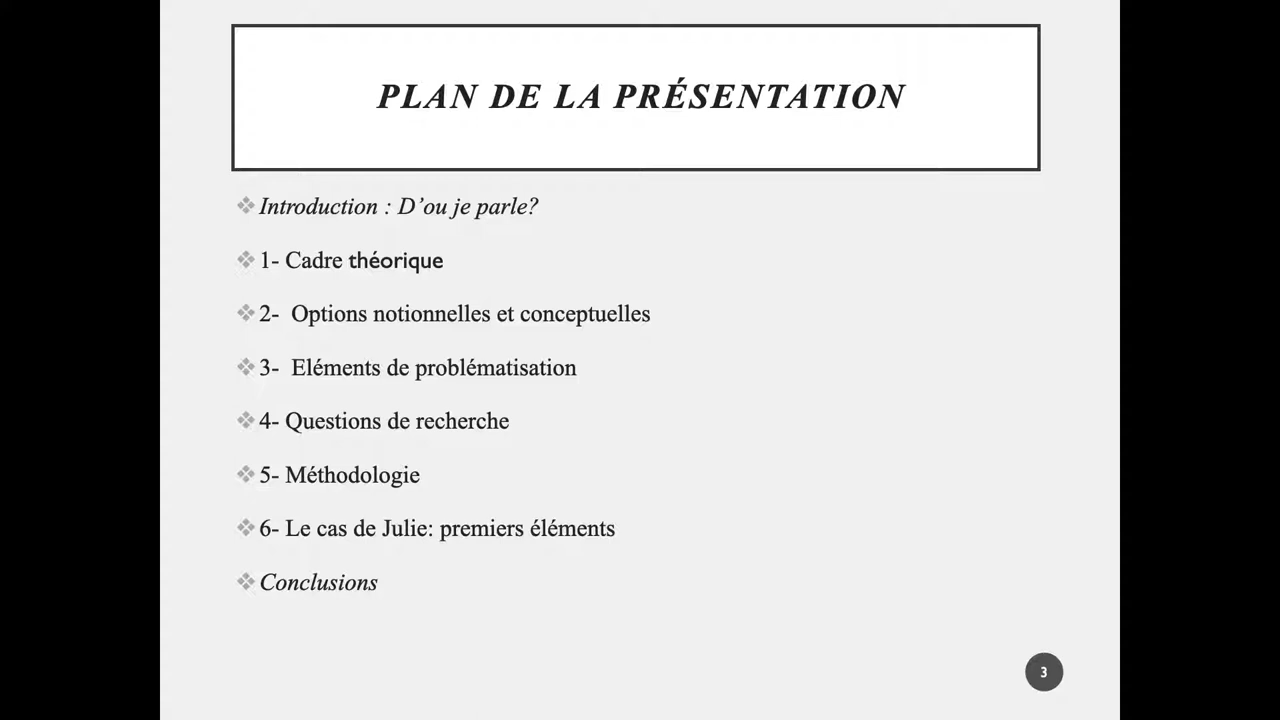 PLAN DE LA PRÉSENTATION
Introduction : D’ou je parle?
1- Cadre théorique
2- Options notionnelles et conceptuelles
3- Eléments de problématisation
4- Questions de recherche
5- Méthodologie
6- Le cas de Julie: premiers éléments
Conclusions
3